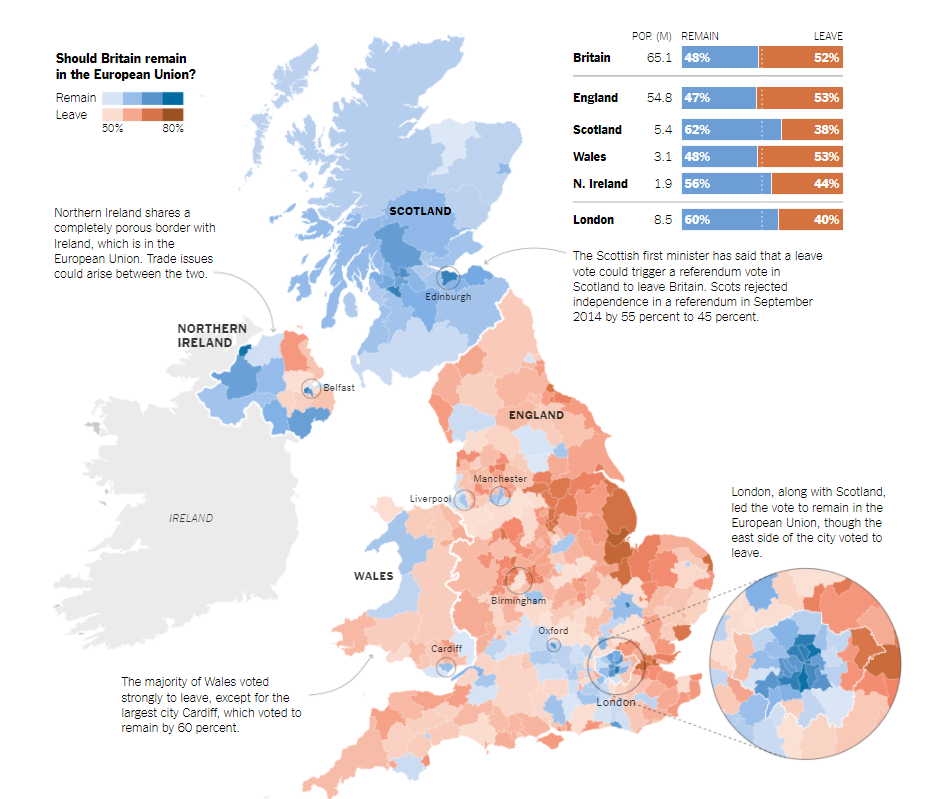 Should Britain remain
in the European Union?
Remain
Leave
50% 80%
POP. (M) REMAIN LEAVE
Britain 65.1 48% 52%
England 54.8 47% 53%
Scotland 5.4 62% 38%
Wales 3.1 48% 53%
N. Ireland 1.9 56% 44%
London 8.5 60% 40%
Northern Ireland shares a
completely porous border with
Ireland, which is in the
European Union. Trade issues
could arise between the two.
SCOTLAND
The Scottish first minister has said that a leave
vote could trigger a referendum vote in
Scotland to leave Britain. Scots rejected
independence in a referendum in September
2014 by 55 percent to 45 percent.
Edinburgh
NORTHERN
IRELAND
Belfast
ENGLAND
Manchester
Liverpool
London, along with Scotland,
led the vote to remain in the
European Union, though the
east side of the city voted to
leave.
IRELAND
WALES
Birmingham
Oxford
Cardiff
London
The majority of Wales voted
strongly to leave, except for the
largest city Cardiff, which voted to
remain by 60 percent.